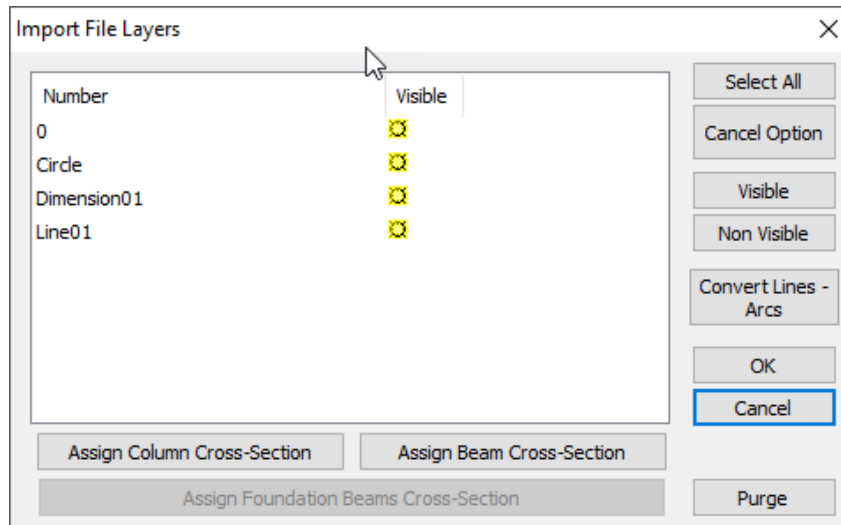 Import File Layers
Number Visible
0
Circle
Dimension01
Line01
Select All
Cancel Option
Visible
Non Visible
Convert Lines -
Arcs
OK
Cancel
Assign Column Cross-Section Assign Beam Cross-Section
Assign Foundation Beams Cross-Section Purge